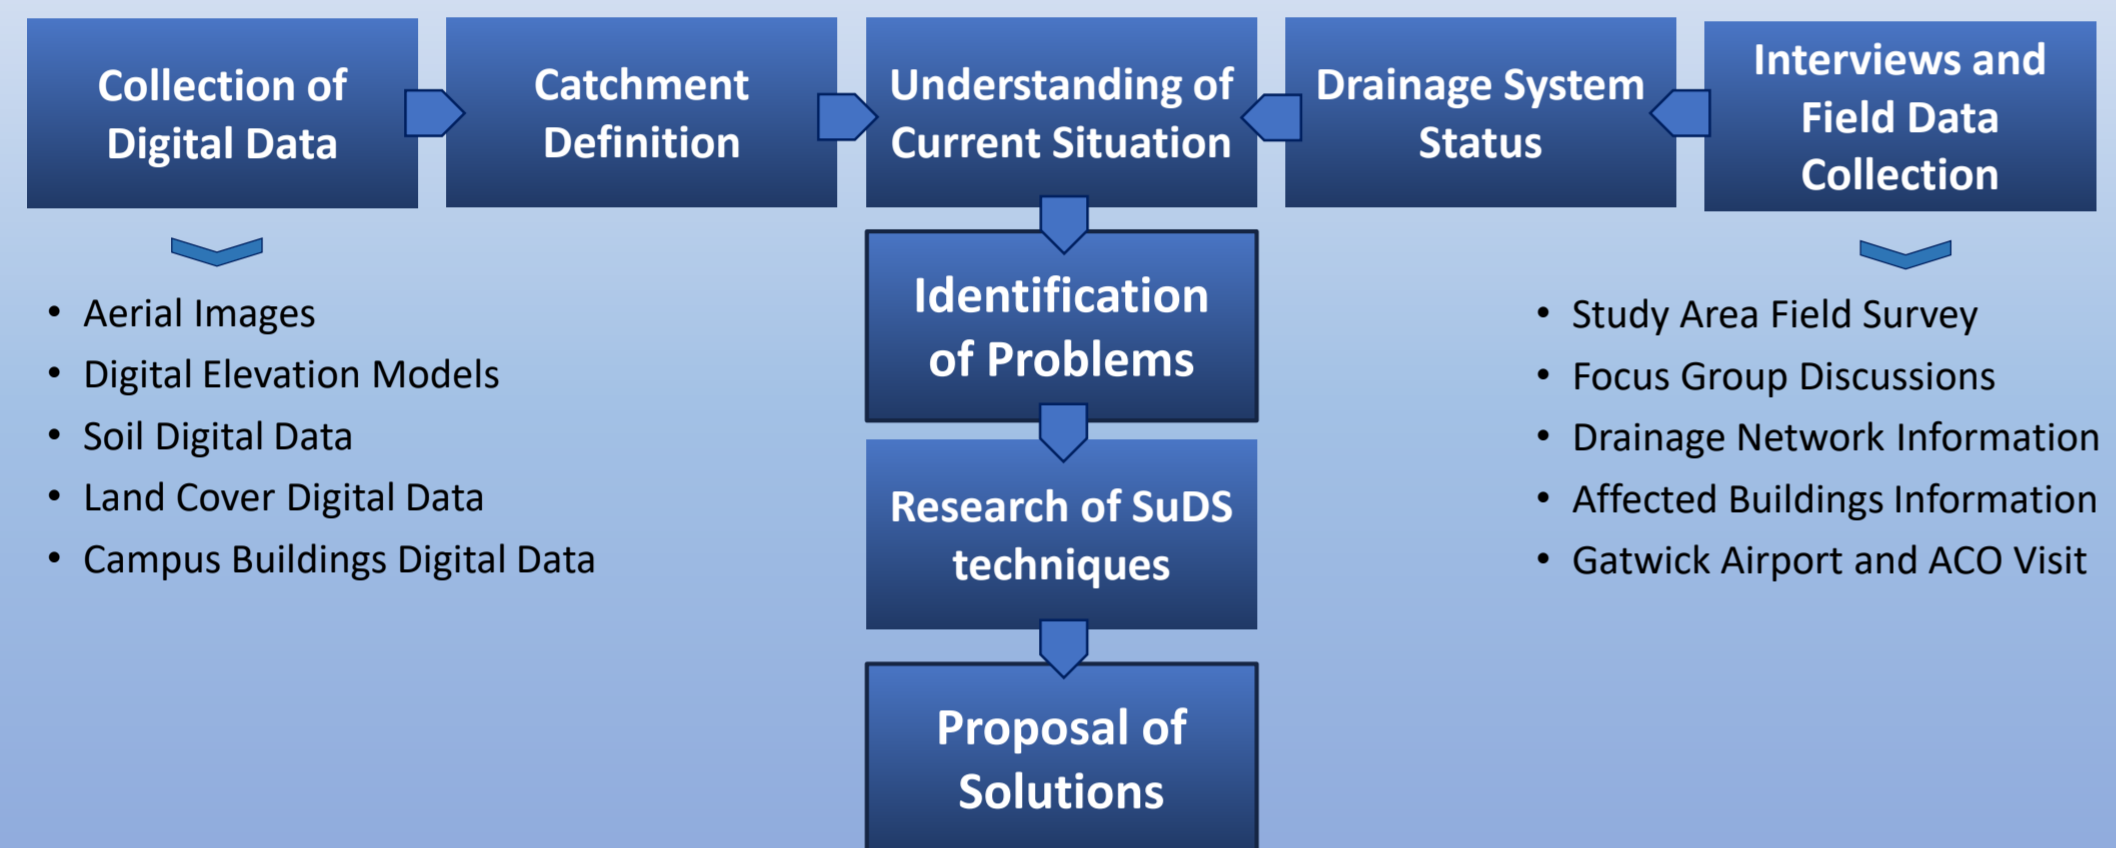 Collection of
Digital Data
Catchment
Definition
Understanding of
Current Situation
Drainage System
Status
Interviews and
Field Data
Collection
• Aerial Images
• Digital Elevation Models
• Soil Digital Data
• Land Cover Digital Data
• Campus Buildings Digital Data
Identification
of Problems
Research of SuDS
techniques
Proposal of
Solutions
• Study Area Field Survey
• Focus Group Discussions
• Drainage Network Information
• Affected Buildings Information
• Gatwick Airport and ACO Visit